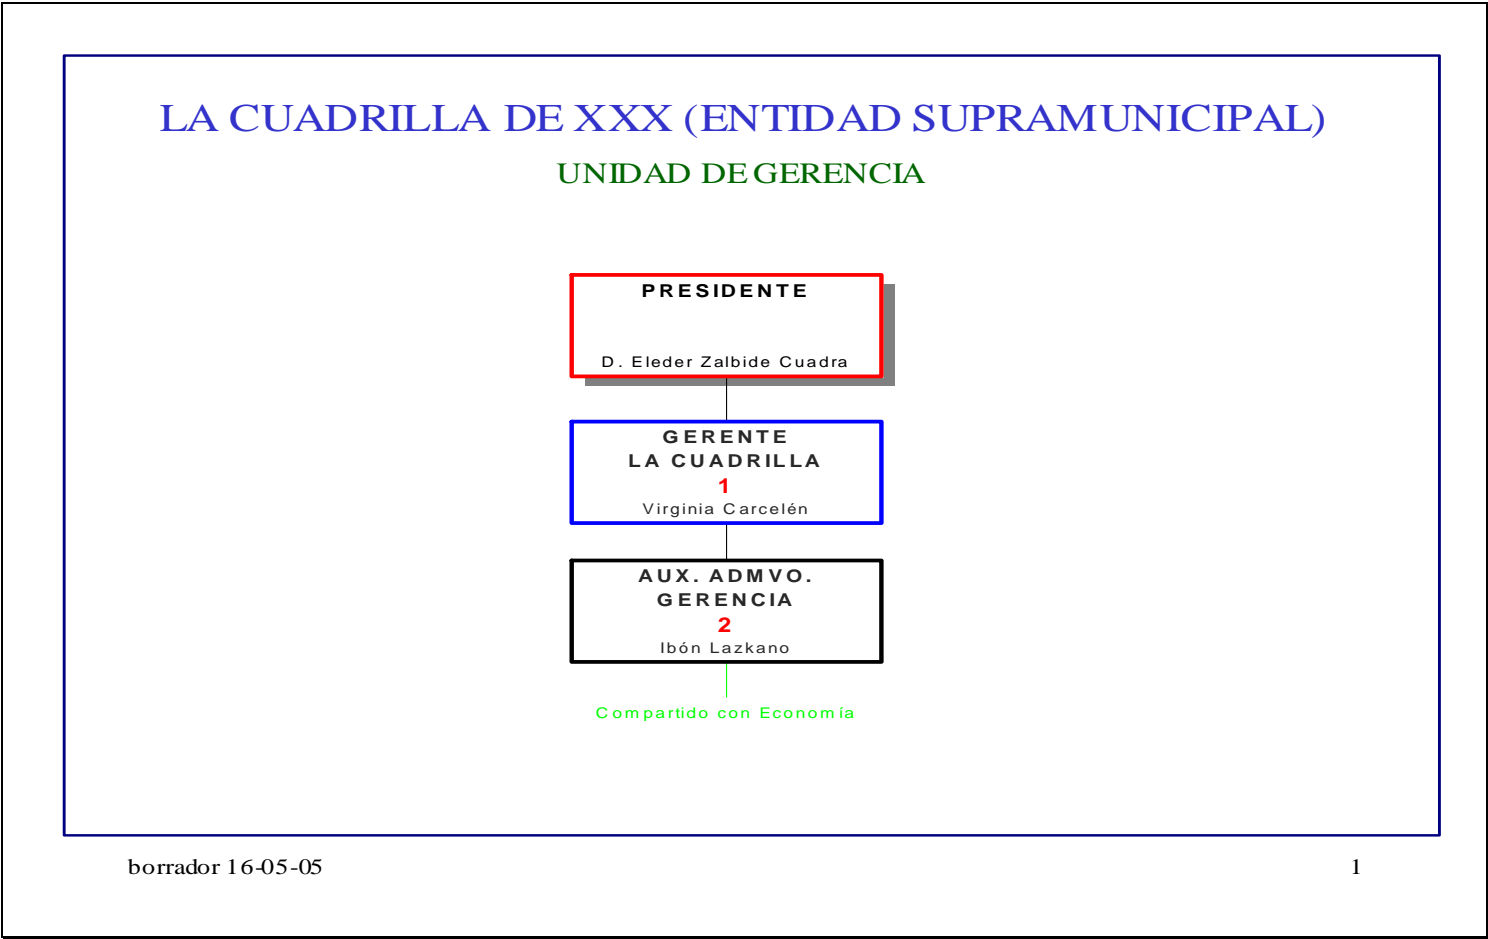 LA CUADRILLA DE XXX (ENTIDAD SUPRAMUNICIPAL)
UNIDAD DE GERENCIA
PRESIDENTE
D. Eleder Zalbide Cuadra
GERENTE
LA CUADRILLA
1
Virginia Carcelén
AUX. ADMVO.
GERENCIA
2
Ibón Lazkano
Compartido con Economía
borrador 16-05-05
1